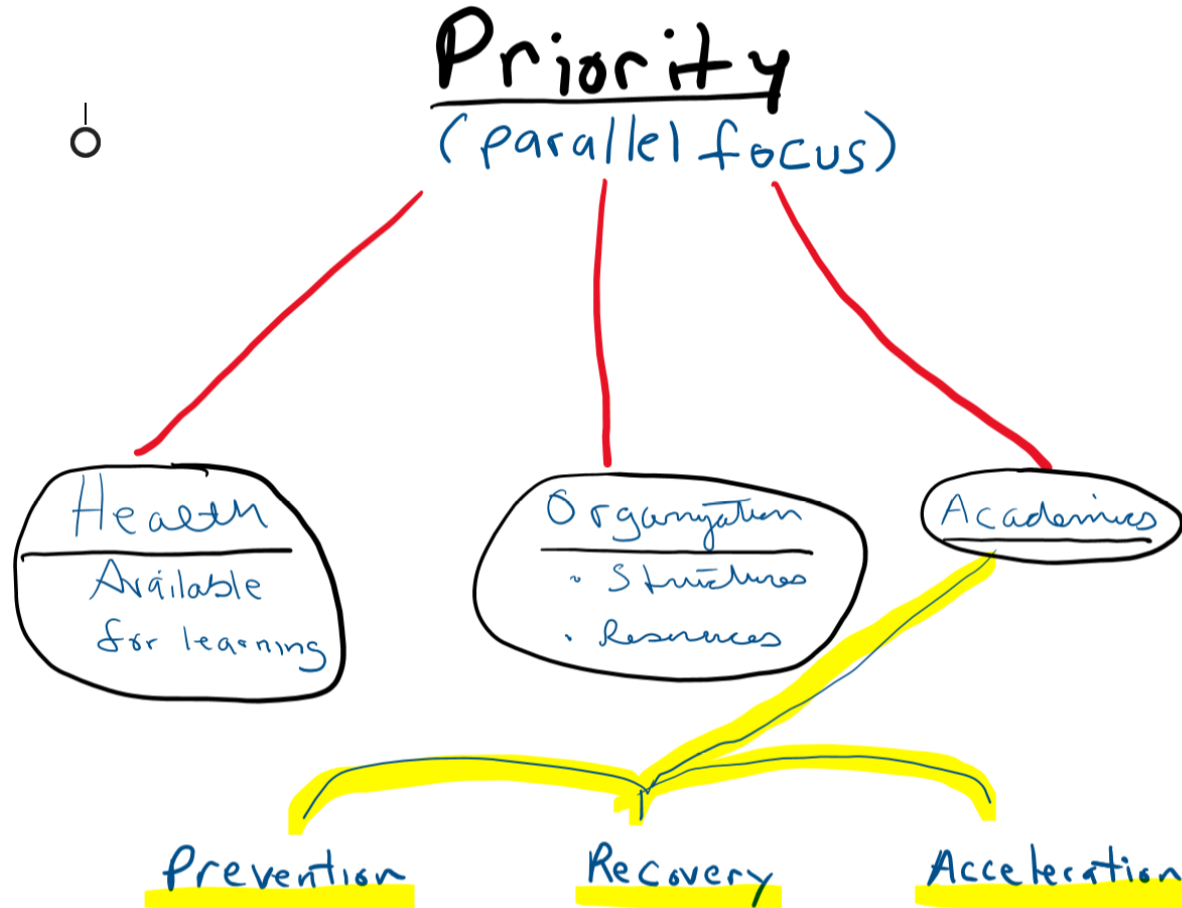 Priority
(parallel focus)
Health
Available
for learning
Organization
• Structures
• Resources
Academics
Prevention
Recovery
Acceleration